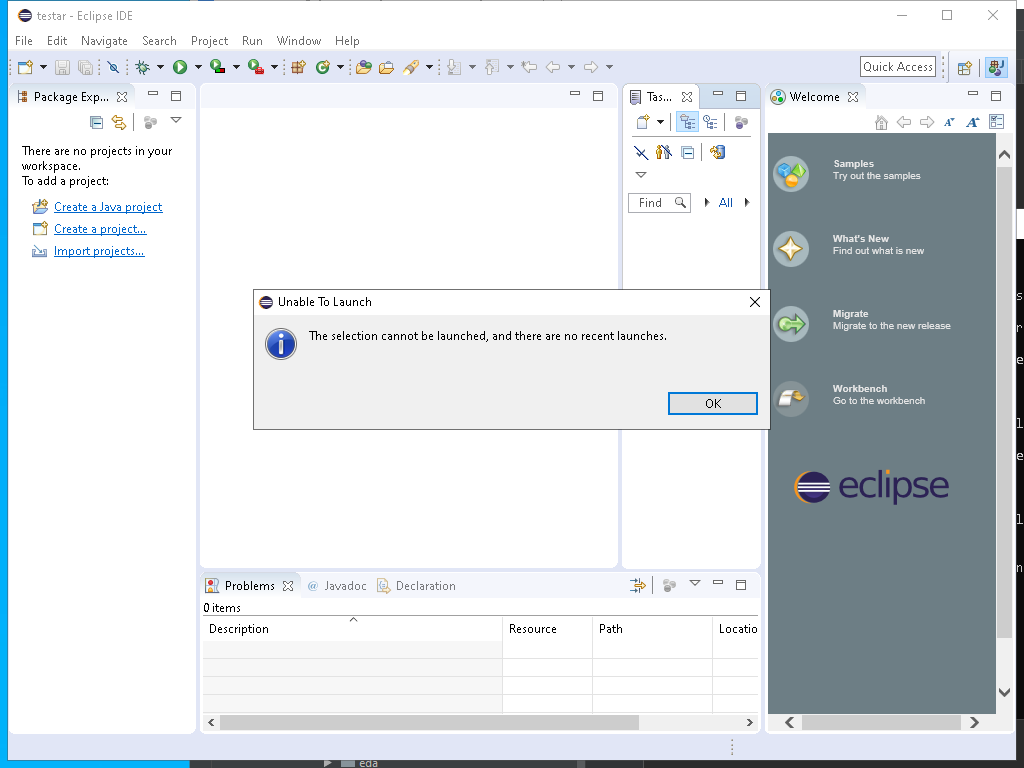 testar - Eclipse IDE
File Edit Navigate Search Project Run Window Help
Quick Access
Package Exp...
Tas...
Welcome
There are no projects in your
workspace.
To add a project:
Create a Java project
Create a project...
Import projects...
Find
All
Samples
Try out the samples
What's New
Find out what is new
Migrate
Migrate to the new release
Workbench
Go to the workbench
eclipse
Unable To Launch
The selection cannot be launched, and there are no recent launches.
OK
Problems
@ Javadoc
Declaration
0 items
Description Resource Path Locatio
eda